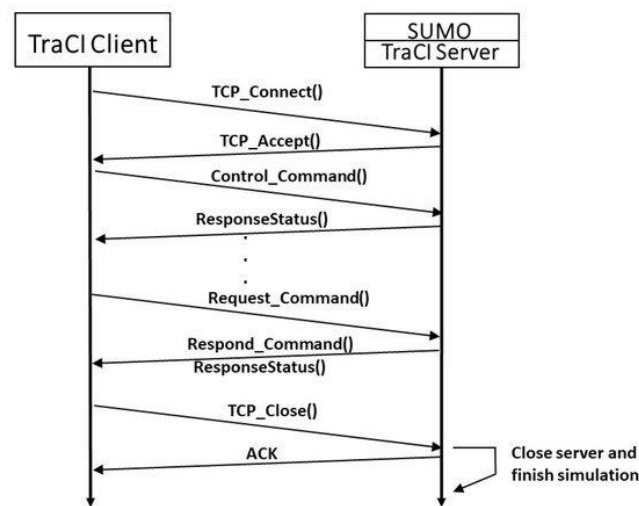 TraCI Client
SUMO
TraCI Server
TCP_Connect()
TCP_Accept()
Control_Command()
ResponseStatus()
Request_Command()
Respond_Command()
ResponseStatus()
TCP_Close()
ACK
Close server and
finish simulation